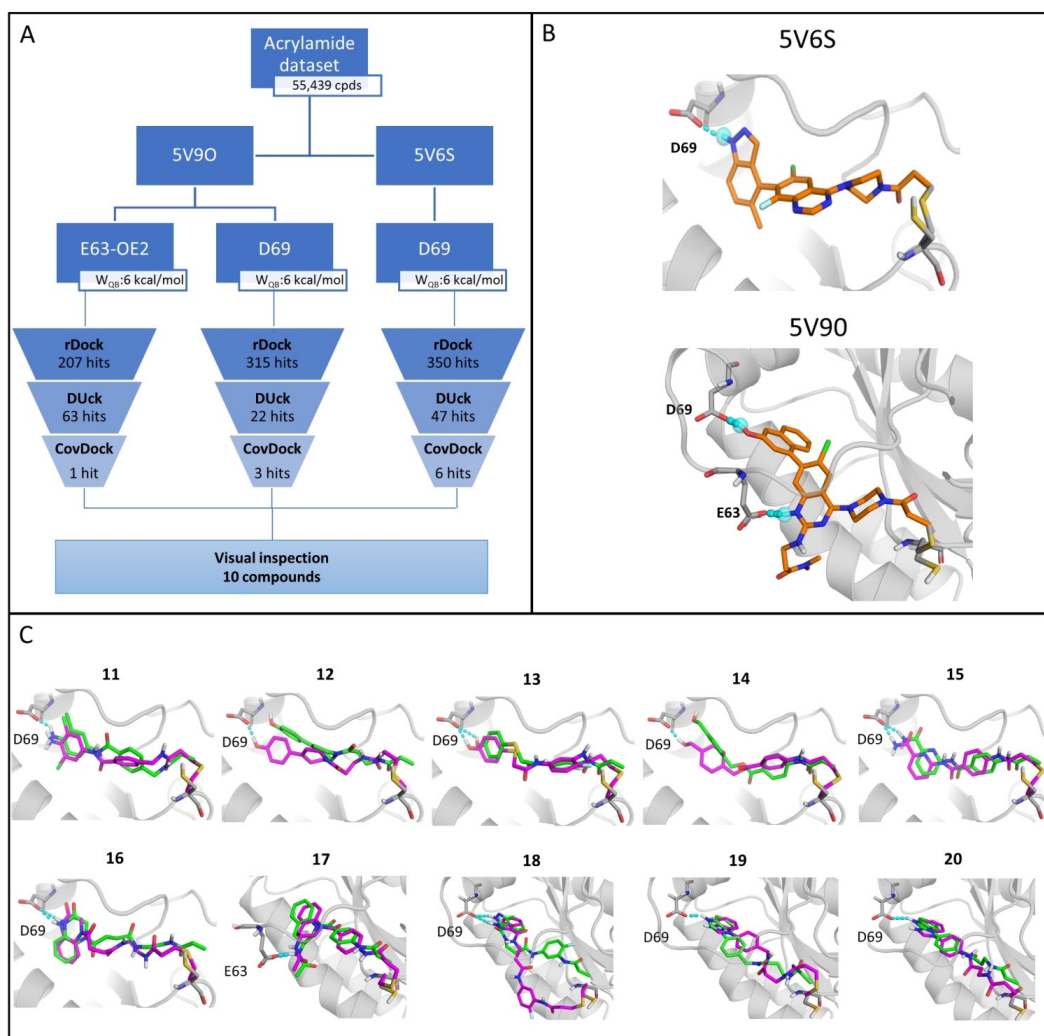 A
Acrylamide
dataset
55,439 cpds
5V9O
5V6S
E63-OE2
D69
D69
WQB:6 kcal/mol
WQB:6 kcal/mol
WQB:6 kcal/mol
rDock
207 hits
rDock
315 hits
rDock
350 hits
DUck
63 hits
DUck
22 hits
DUck
47 hits
CovDock
1 hit
CovDock
3 hits
CovDock
6 hits
Visual inspection
10 compounds
B
5V6S
D69
5V90
D69
E63
C
11
12
13
14
15
D69
D69
D69
D69
D69
16
17
18
19
20
D69
E63
D69
D69
D69